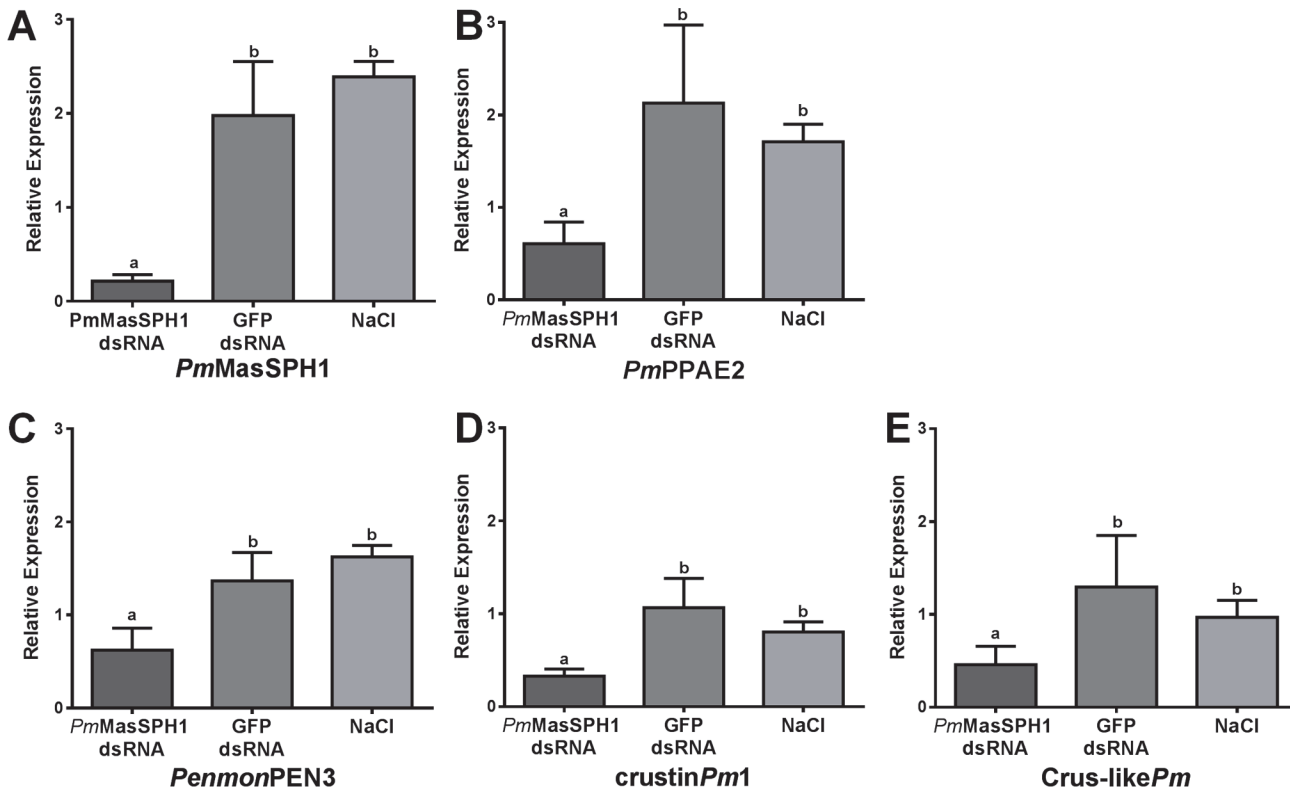 A
Relative Expression
3
2
1
0
a
b
b
PmMasSPH1
dsRNA
GFP
dsRNA
NaCl
PmMasSPH1
B
Relative Expression
3
2
1
0
a
b
b
PmMasSPH1
dsRNA
GFP
dsRNA
NaCl
PmPPAE2
C
Relative Expression
3
2
1
0
a
b
b
PmMasSPH1
dsRNA
GFP
dsRNA
NaCl
PenmonPEN3
D
Relative Expression
3
2
1
0
a
b
b
PmMasSPH1
dsRNA
GFP
dsRNA
NaCl
crustinPm1
E
Relative Expression
3
2
1
0
a
b
b
PmMasSPH1
dsRNA
GFP
dsRNA
NaCl
Crus-likePm